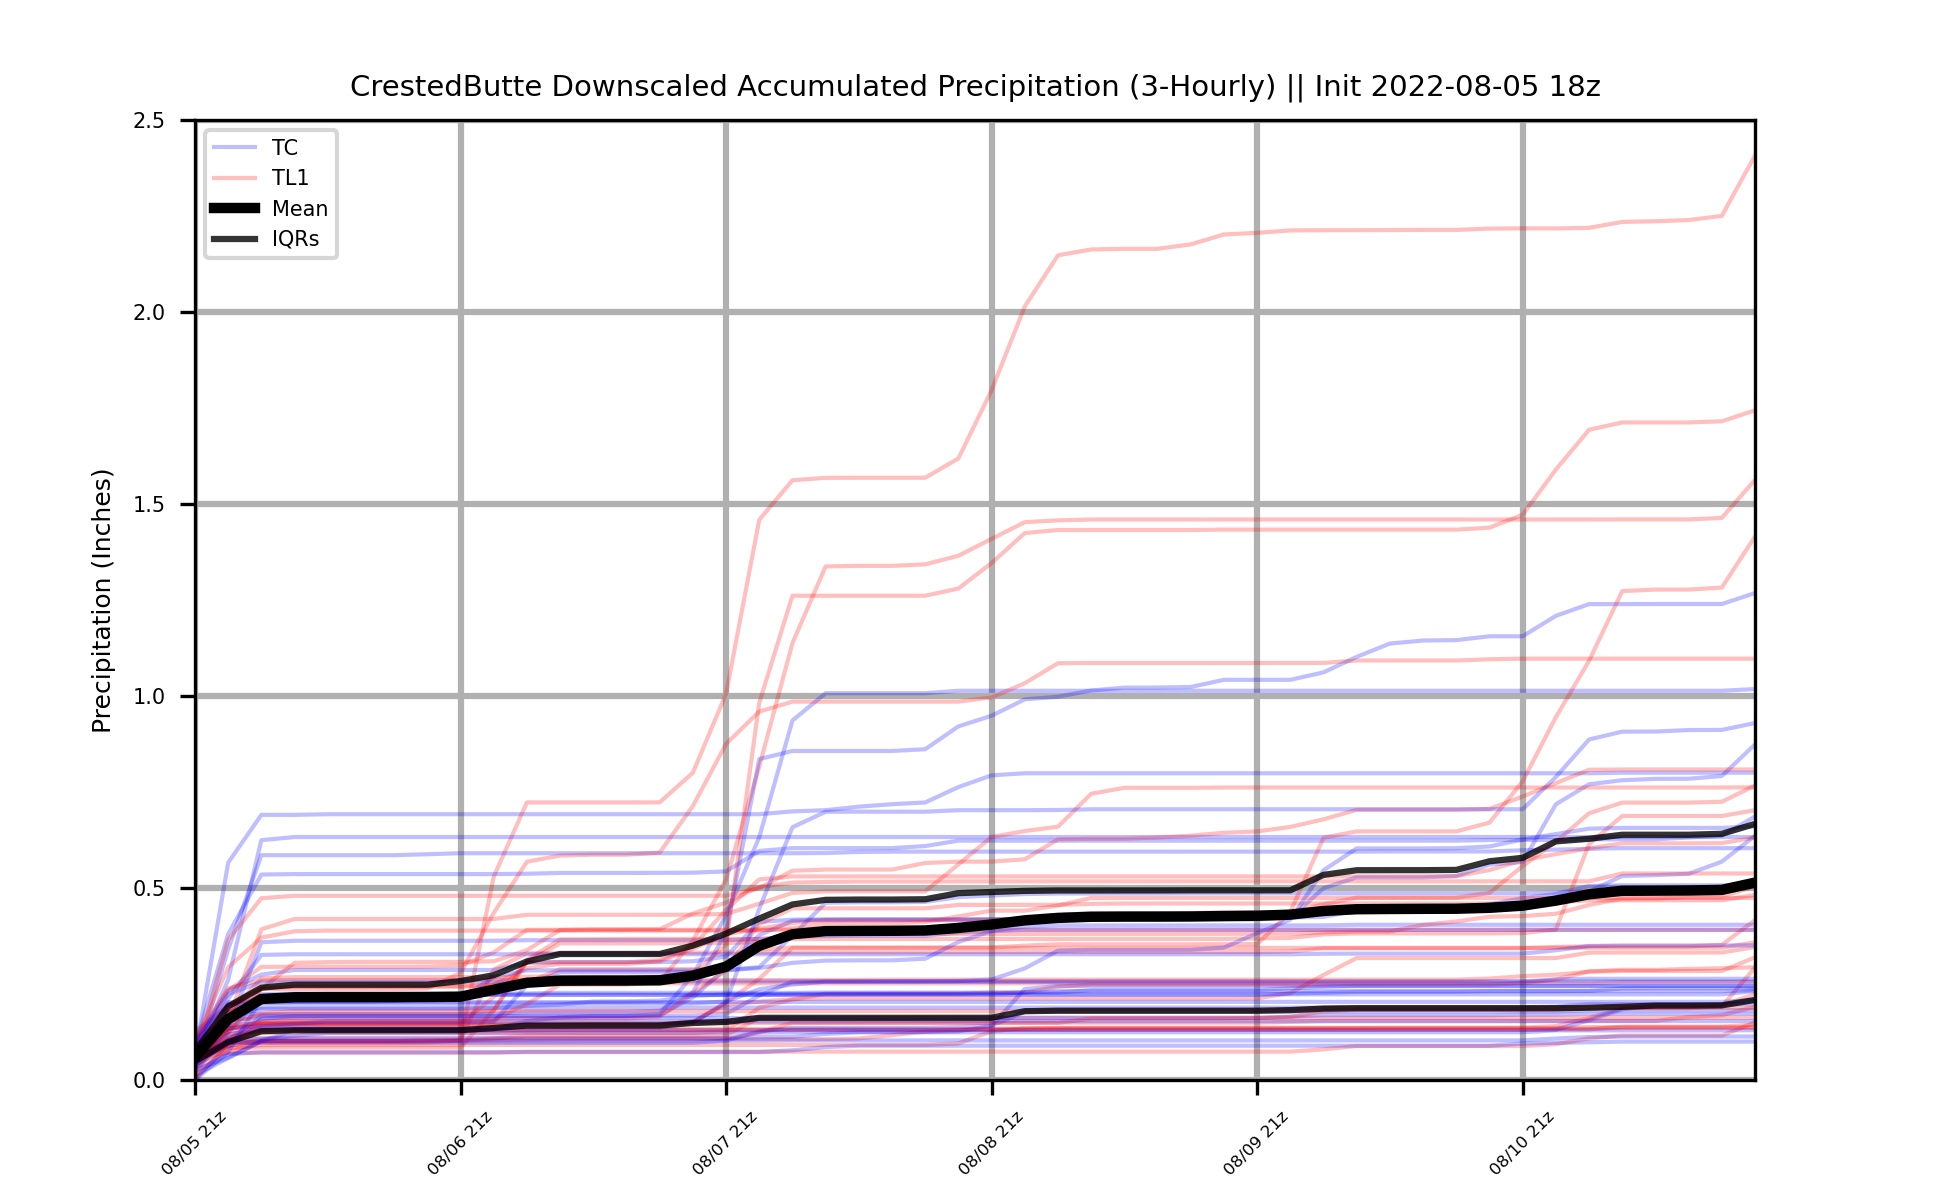 CrestedButte Downscaled Accumulated Precipitation (3-Hourly) || Init 2022-08-05 18z
TC
TL1
Mean
IQRs
Precipitation (Inches)
2.5
2.0
1.5
1.0
0.5
0.0
08/05 21z
08/06 21z
08/07 21z
08/08 21z
08/09 21z
08/10 21z